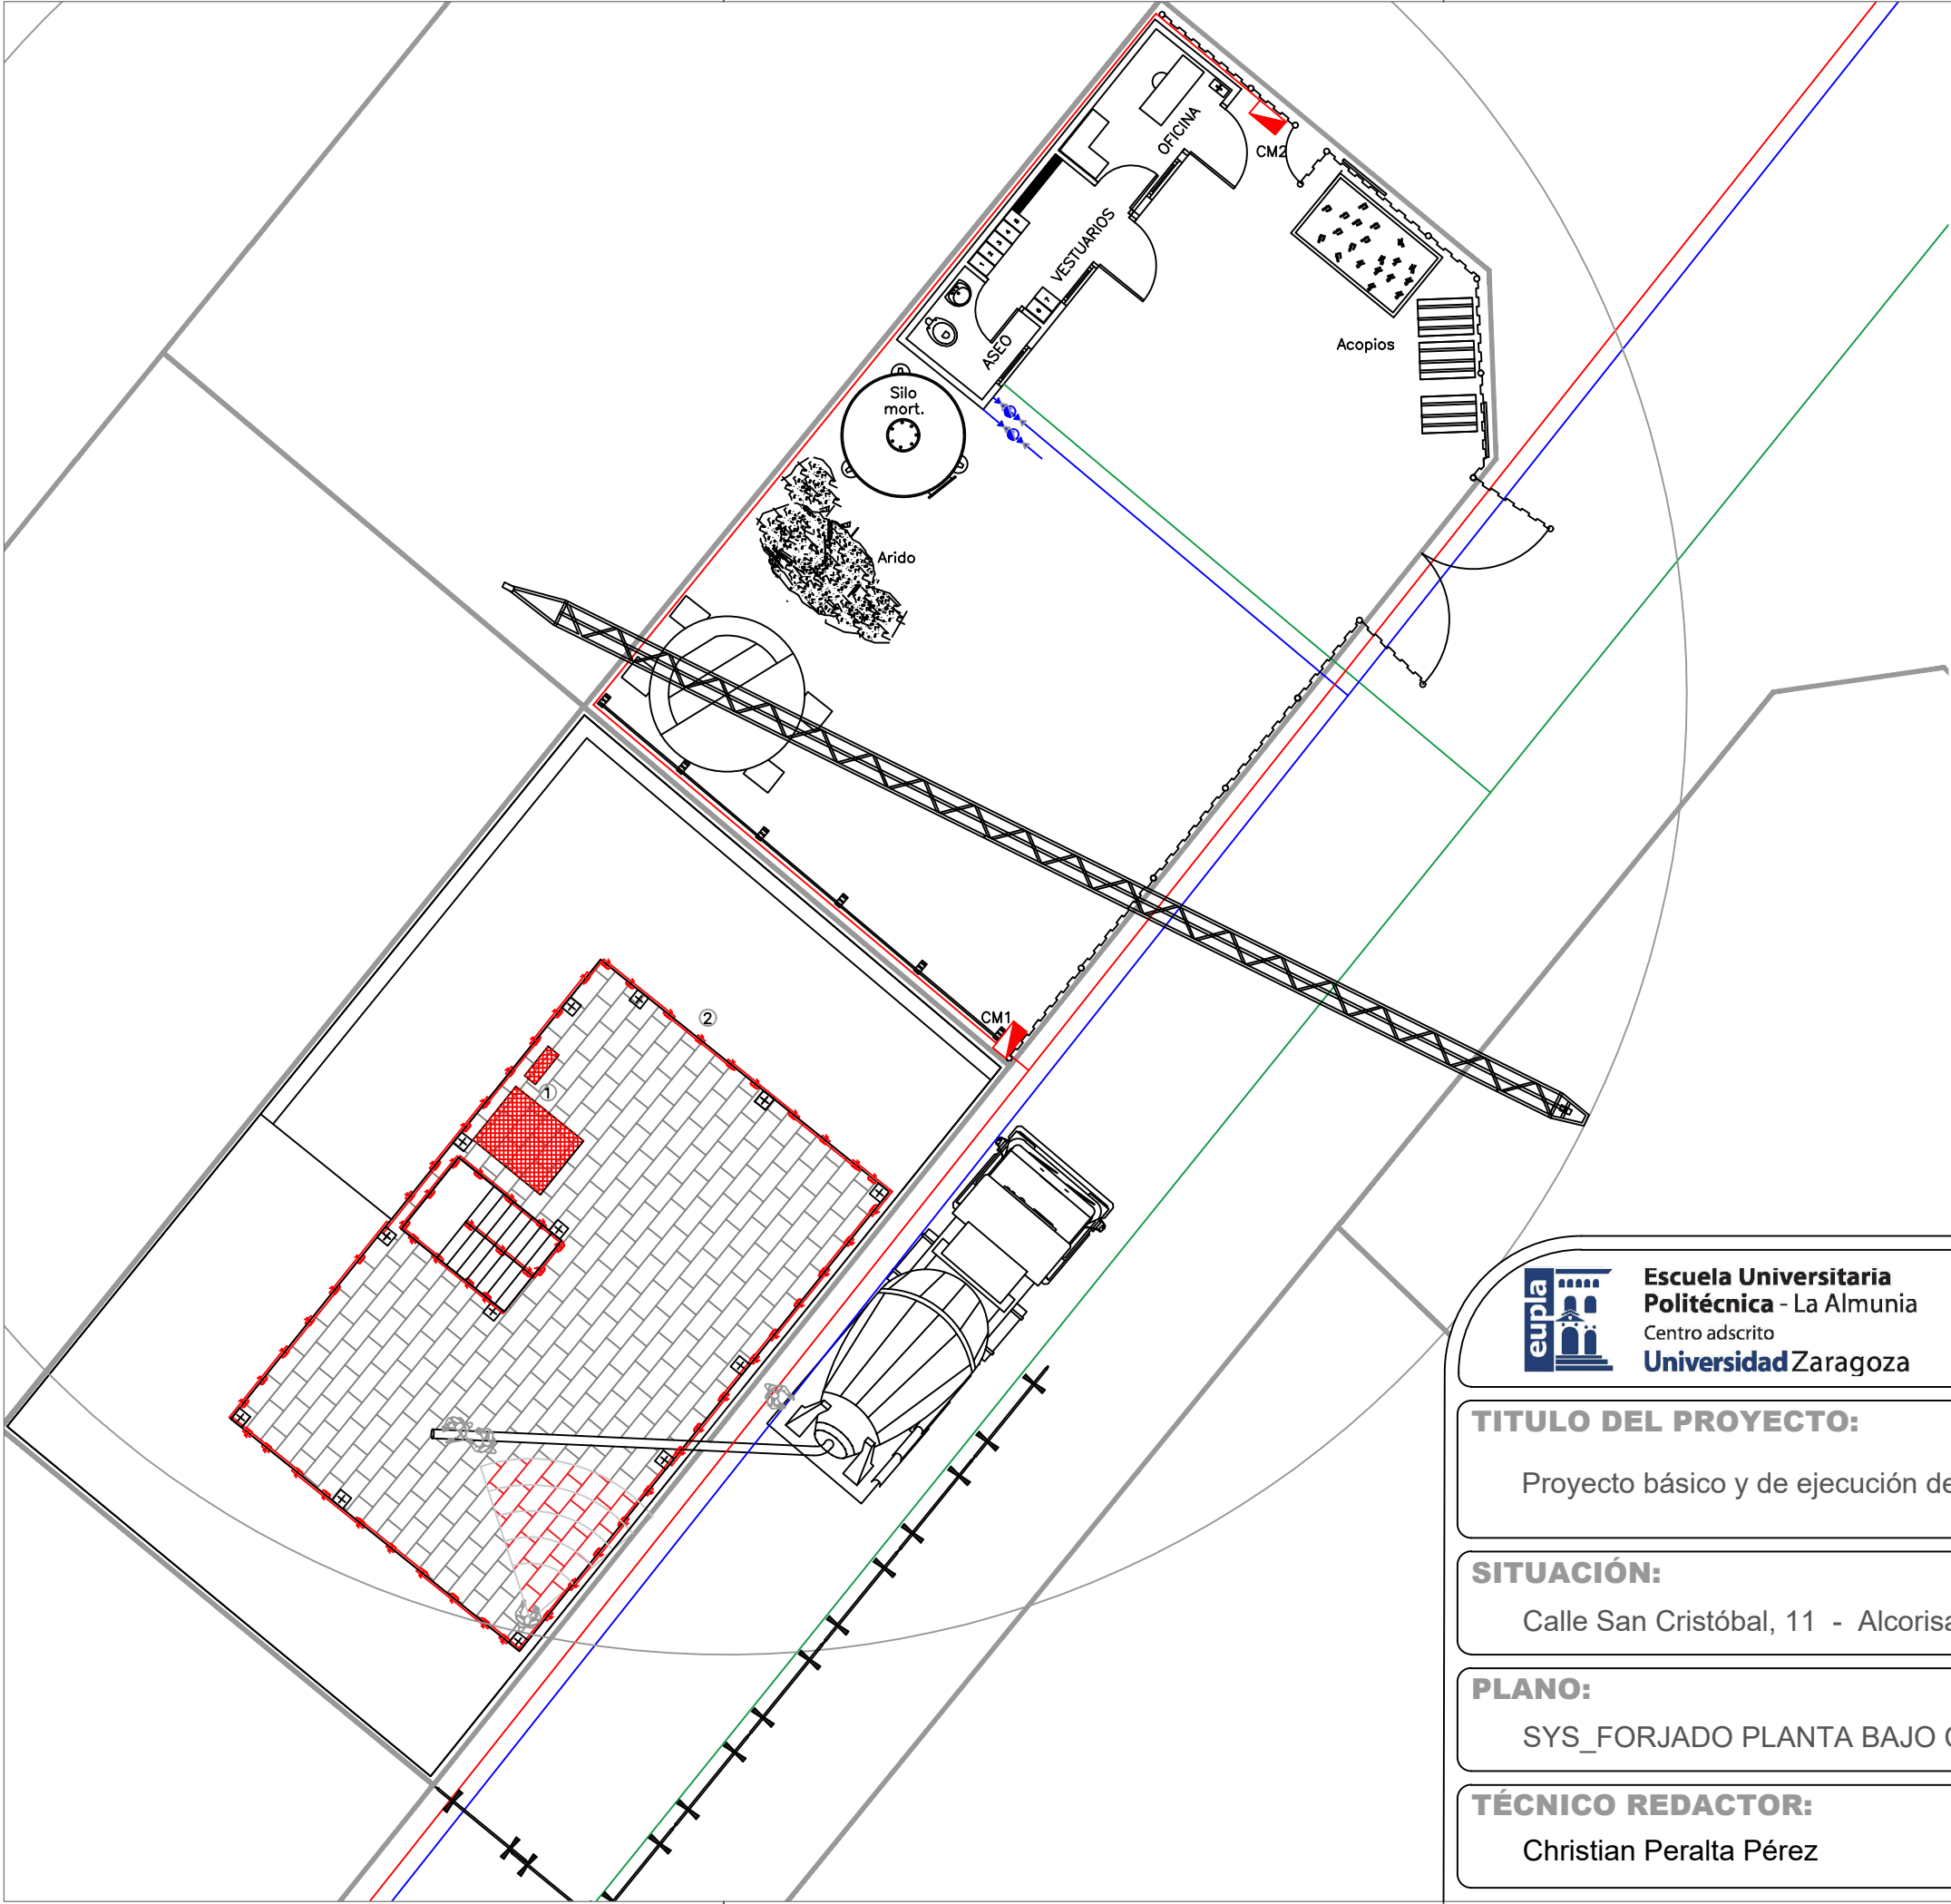 OFICINA
CM2
VESTUARIOS
ASEO
Acopios
Silo
mort.
Arido
CM1
2
1
eupla
Escuela Universitaria
Politécnica - La Almunia
Centro adscrito
Universidad Zaragoza
TITULO DEL PROYECTO:
Proyecto básico y de ejecución de
SITUACIÓN:
Calle San Cristóbal, 11 - Alcorisa
PLANO:
SYS_FORJADO PLANTA BAJO
TÉCNICO REDACTOR:
Christian Peralta Pérez